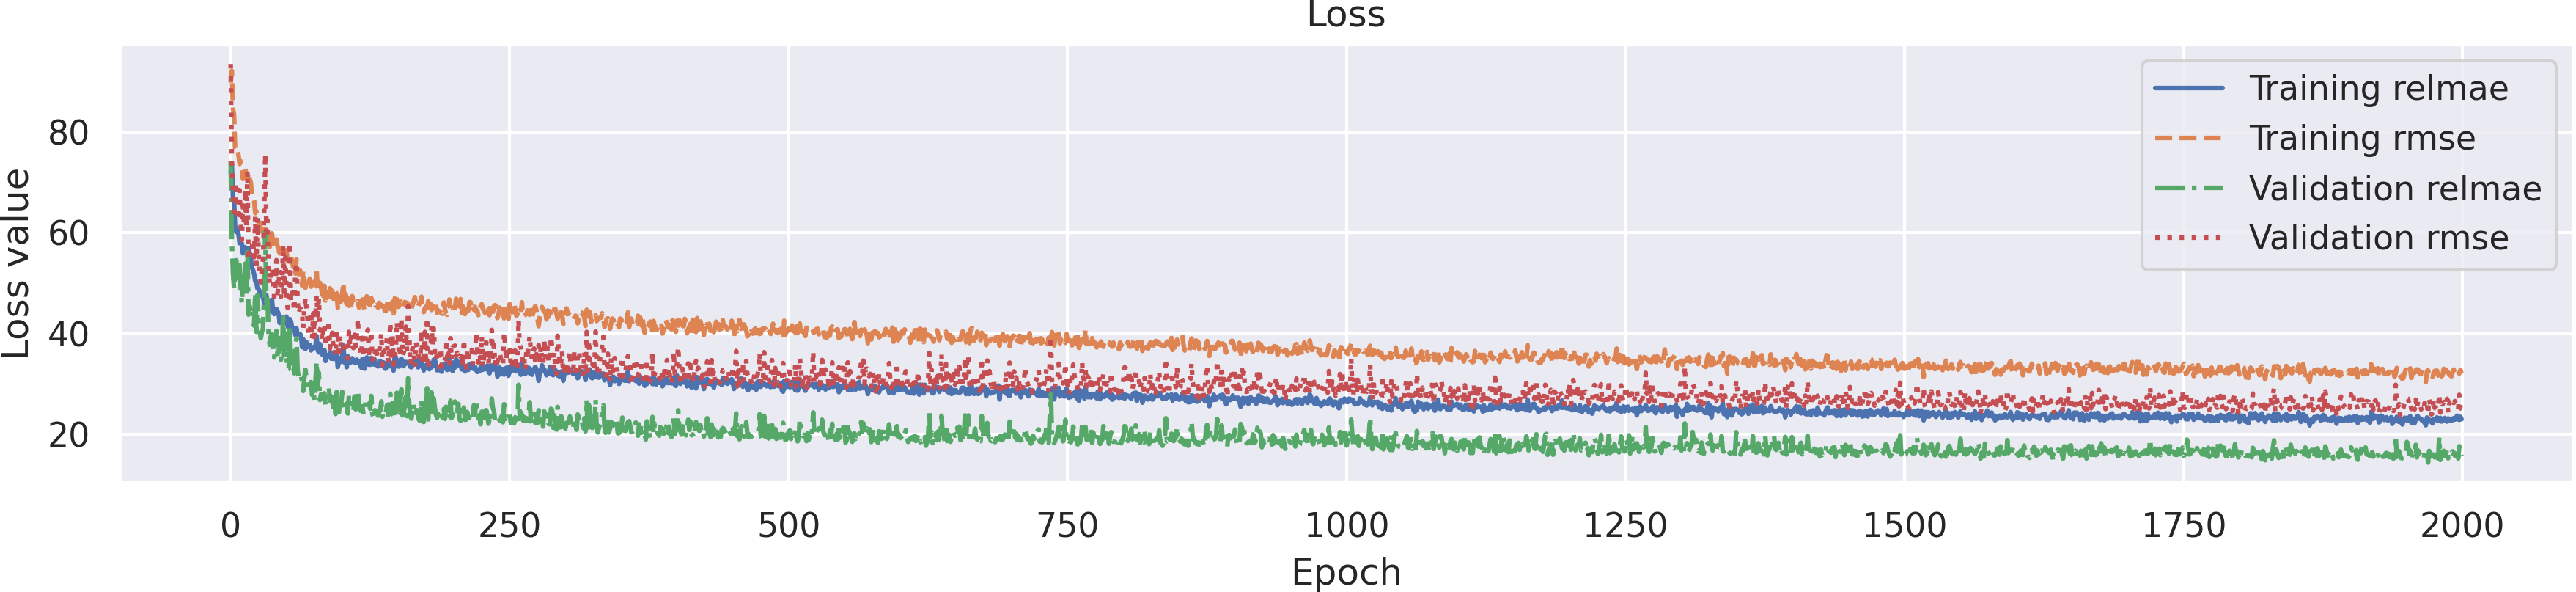 Loss
Loss value
80
60
40
20
0 250 500 750 1000 1250 1500 1750 2000
Epoch
Training relmae
Training rmse
Validation relmae
Validation rmse